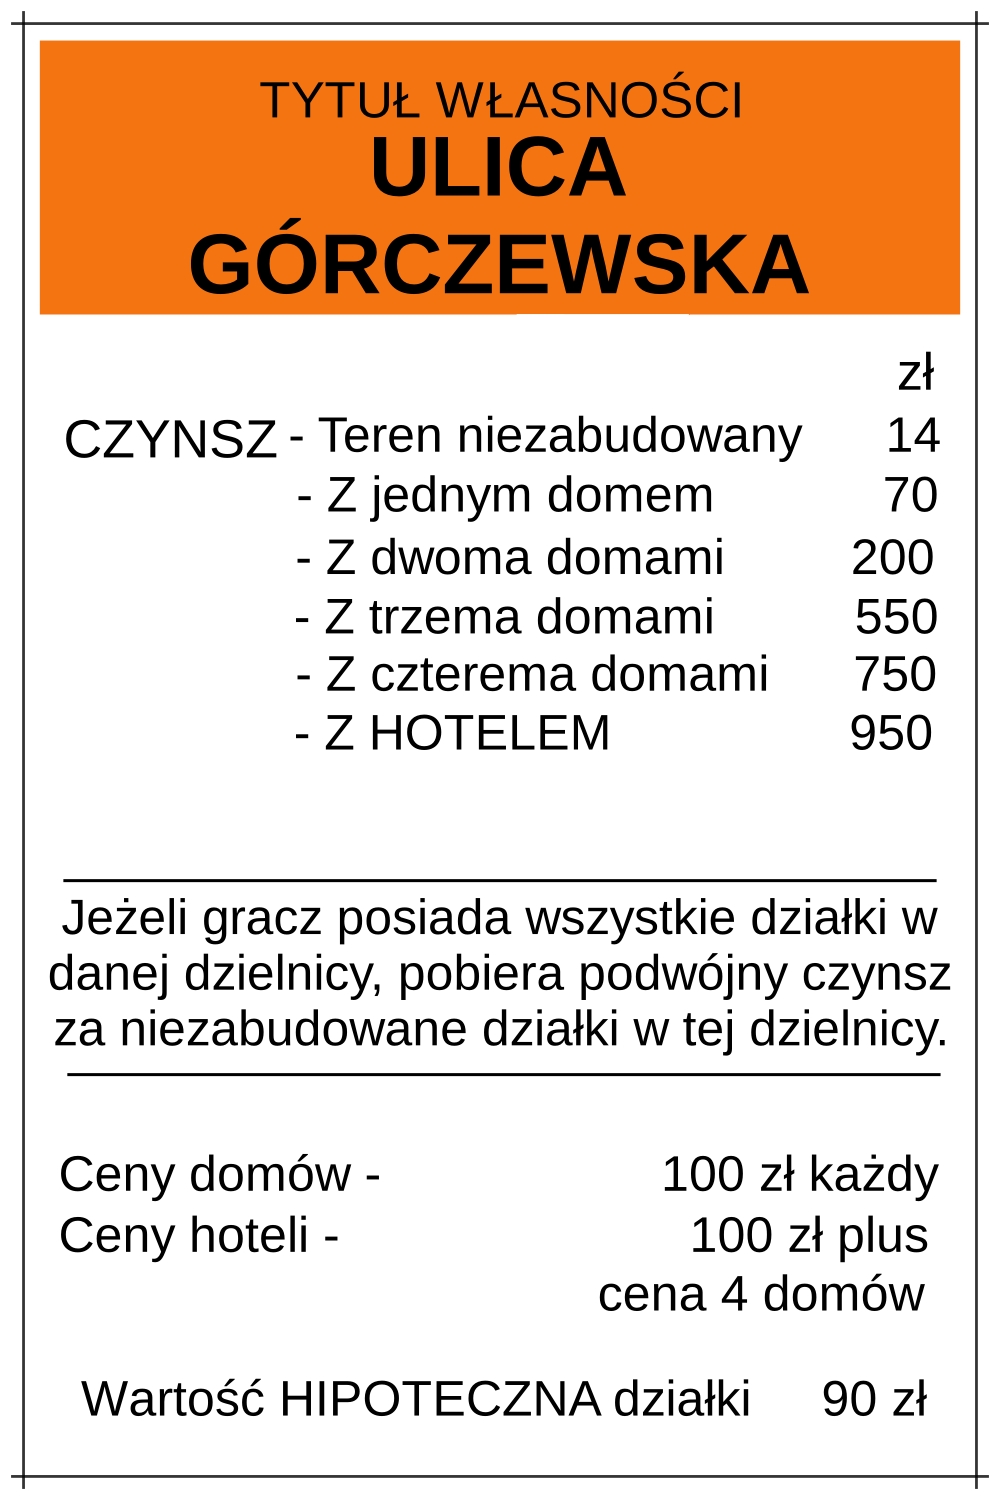 TYTUŁ WŁASNOŚCI
ULICA
GÓRCZEWSKA
zł
CZYNSZ - Teren niezabudowany 14
- Z jednym domem 70
- Z dwoma domami 200
- Z trzema domami 550
- Z czterema domami 750
- Z HOTELEM 950
Jeżeli gracz posiada wszystkie działki w
danej dzielnicy, pobiera podwójny czynsz
za niezabudowane działki w tej dzielnicy.
Ceny domów - 100 zł każdy
Ceny hoteli - 100 zł plus
cena 4 domów
Wartość HIPOTECZNA działki 90 zł